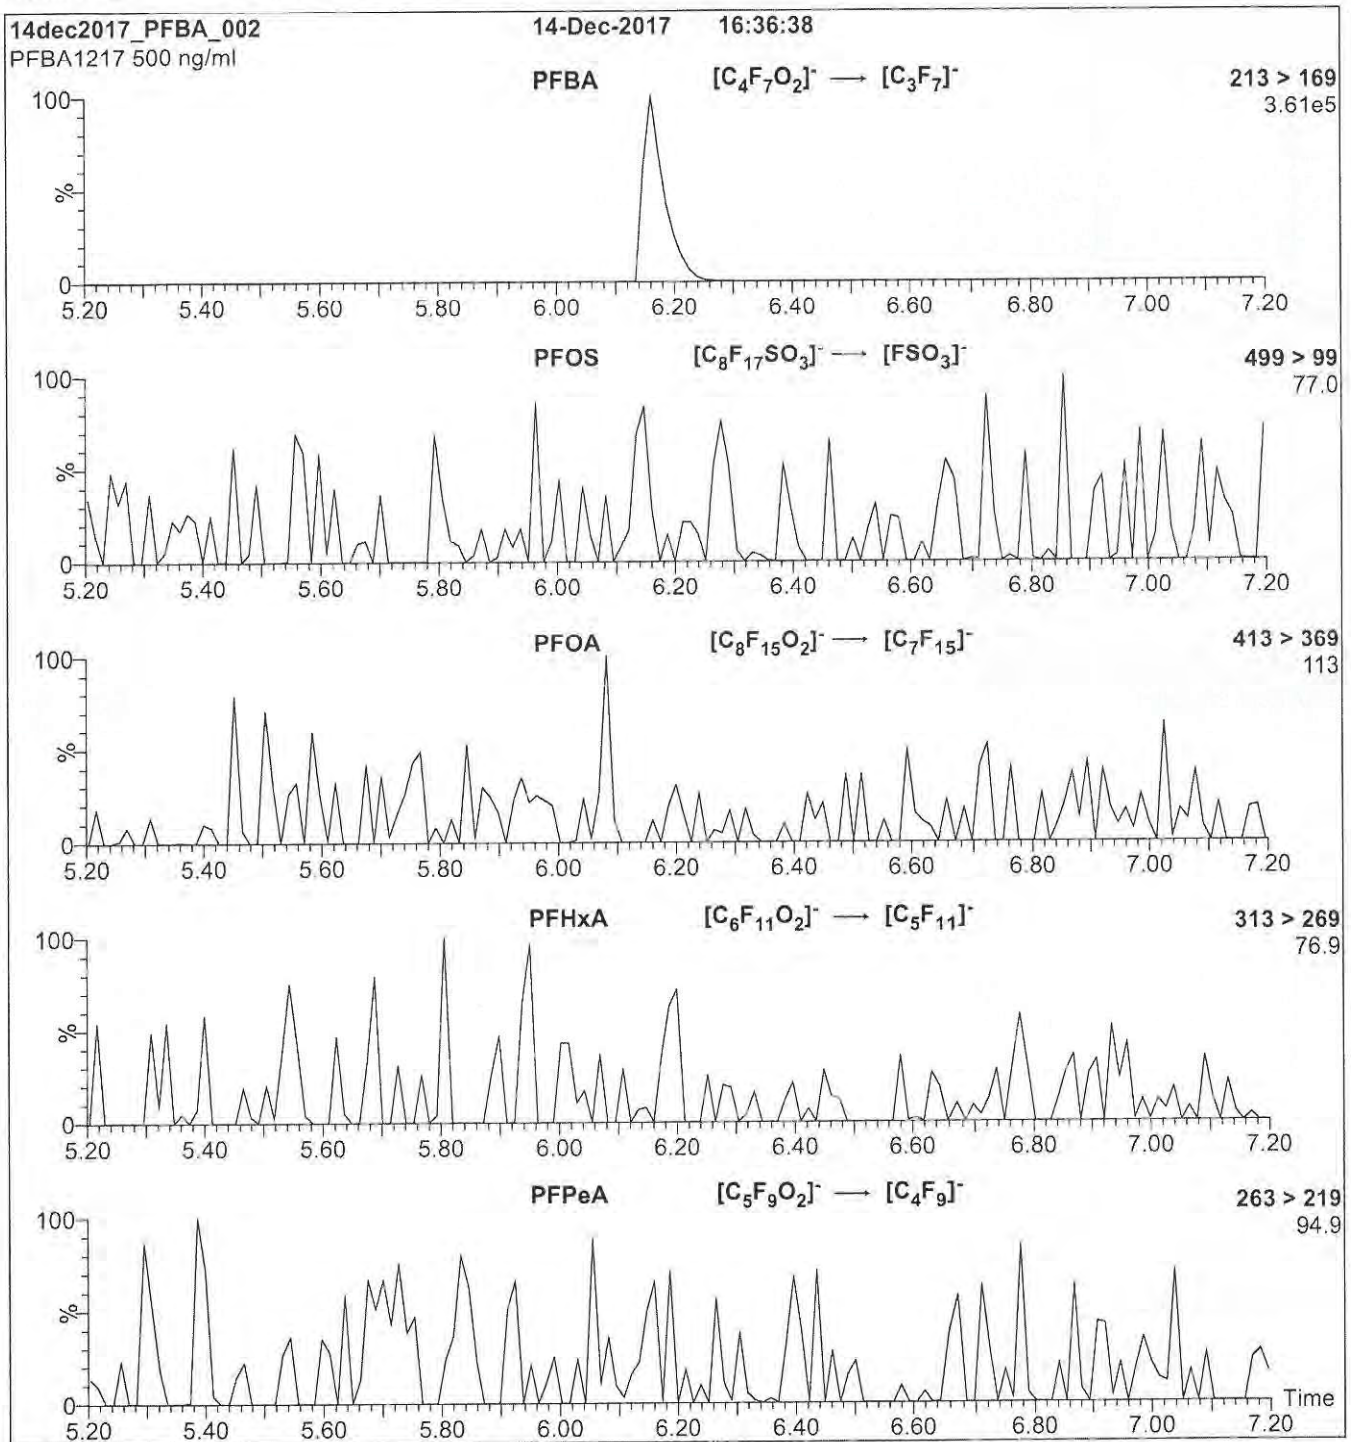 14dec2017_PFBA_002 14-Dec-2017 16:36:38
PFBA1217 500 ng/ml
PFBA [C₄F₇O₂]⁻ → [C₃F₇]⁻ 213 > 169
3.61e5
100
%
0
5.20 5.40 5.60 5.80 6.00 6.20 6.40 6.60 6.80 7.00 7.20
PFOS [C₈F₁₇SO₃]⁻ → [FSO₃]⁻ 499 > 99
77.0
100
%
0
5.20 5.40 5.60 5.80 6.00 6.20 6.40 6.60 6.80 7.00 7.20
PFOA [C₈F₁₅O₂]⁻ → [C₇F₁₅]⁻ 413 > 369
113
100
%
0
5.20 5.40 5.60 5.80 6.00 6.20 6.40 6.60 6.80 7.00 7.20
PFHxA [C₆F₁₁O₂]⁻ → [C₅F₁₁]⁻ 313 > 269
76.9
100
%
0
5.20 5.40 5.60 5.80 6.00 6.20 6.40 6.60 6.80 7.00 7.20
PFPeA [C₅F₉O₂]⁻ → [C₄F₉]⁻ 263 > 219
94.9
100
%
0 Time
5.20 5.40 5.60 5.80 6.00 6.20 6.40 6.60 6.80 7.00 7.20